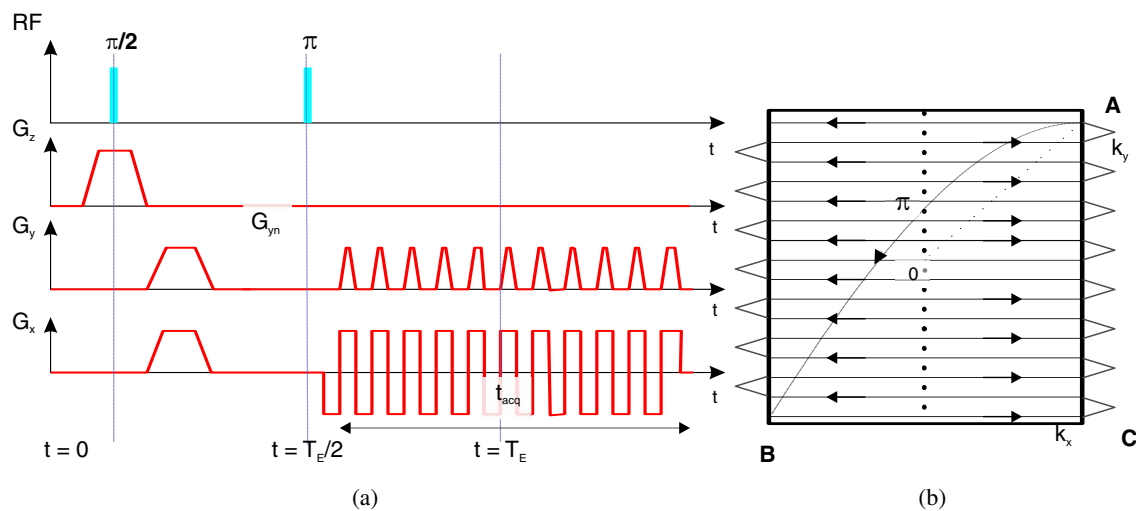 RF
π/2
π
t
G_z
t
G_yn
G_y
t
G_x
t
t_acq
t = 0
t = T_E/2
t = T_E
(a)
A
k_y
π
0
k_x
B
C
(b)